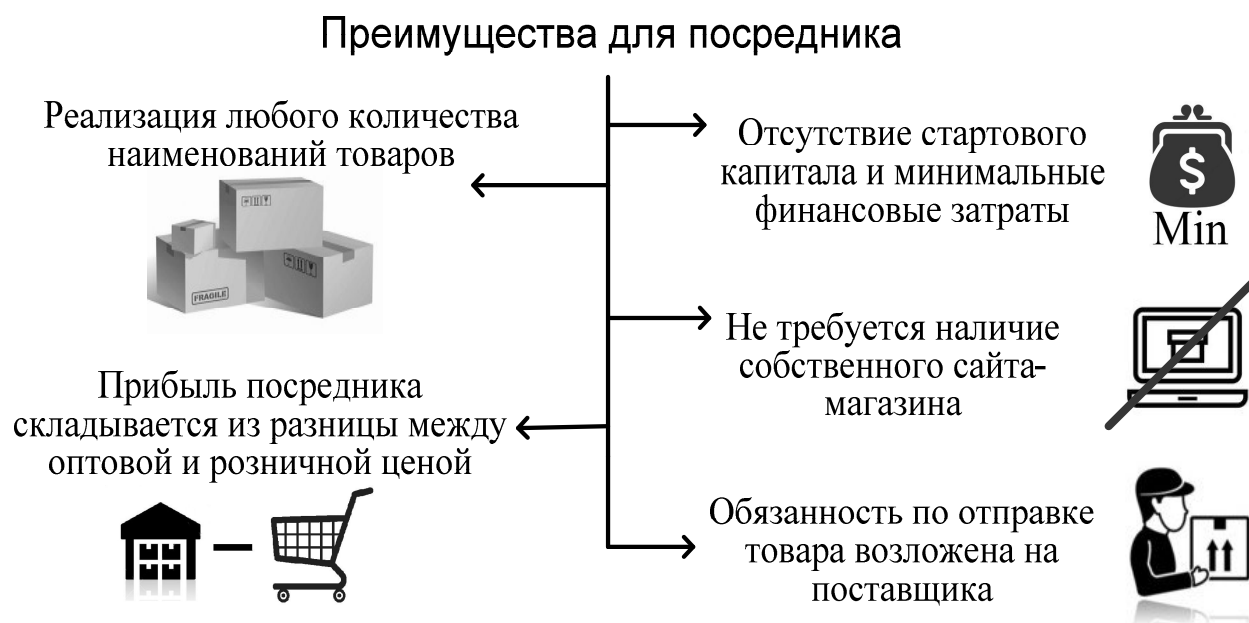 Преимущества для посредника
Реализация любого количества
наименований товаров
FRAGILE
Прибыль посредника
складывается из разницы между
оптовой и розничной ценой
Отсутствие стартового
капитала и минимальные
финансовые затраты
$
Min
Не требуется наличие
собственного сайта-
магазина
Обязанность по отправке
товара возложена на
поставщика